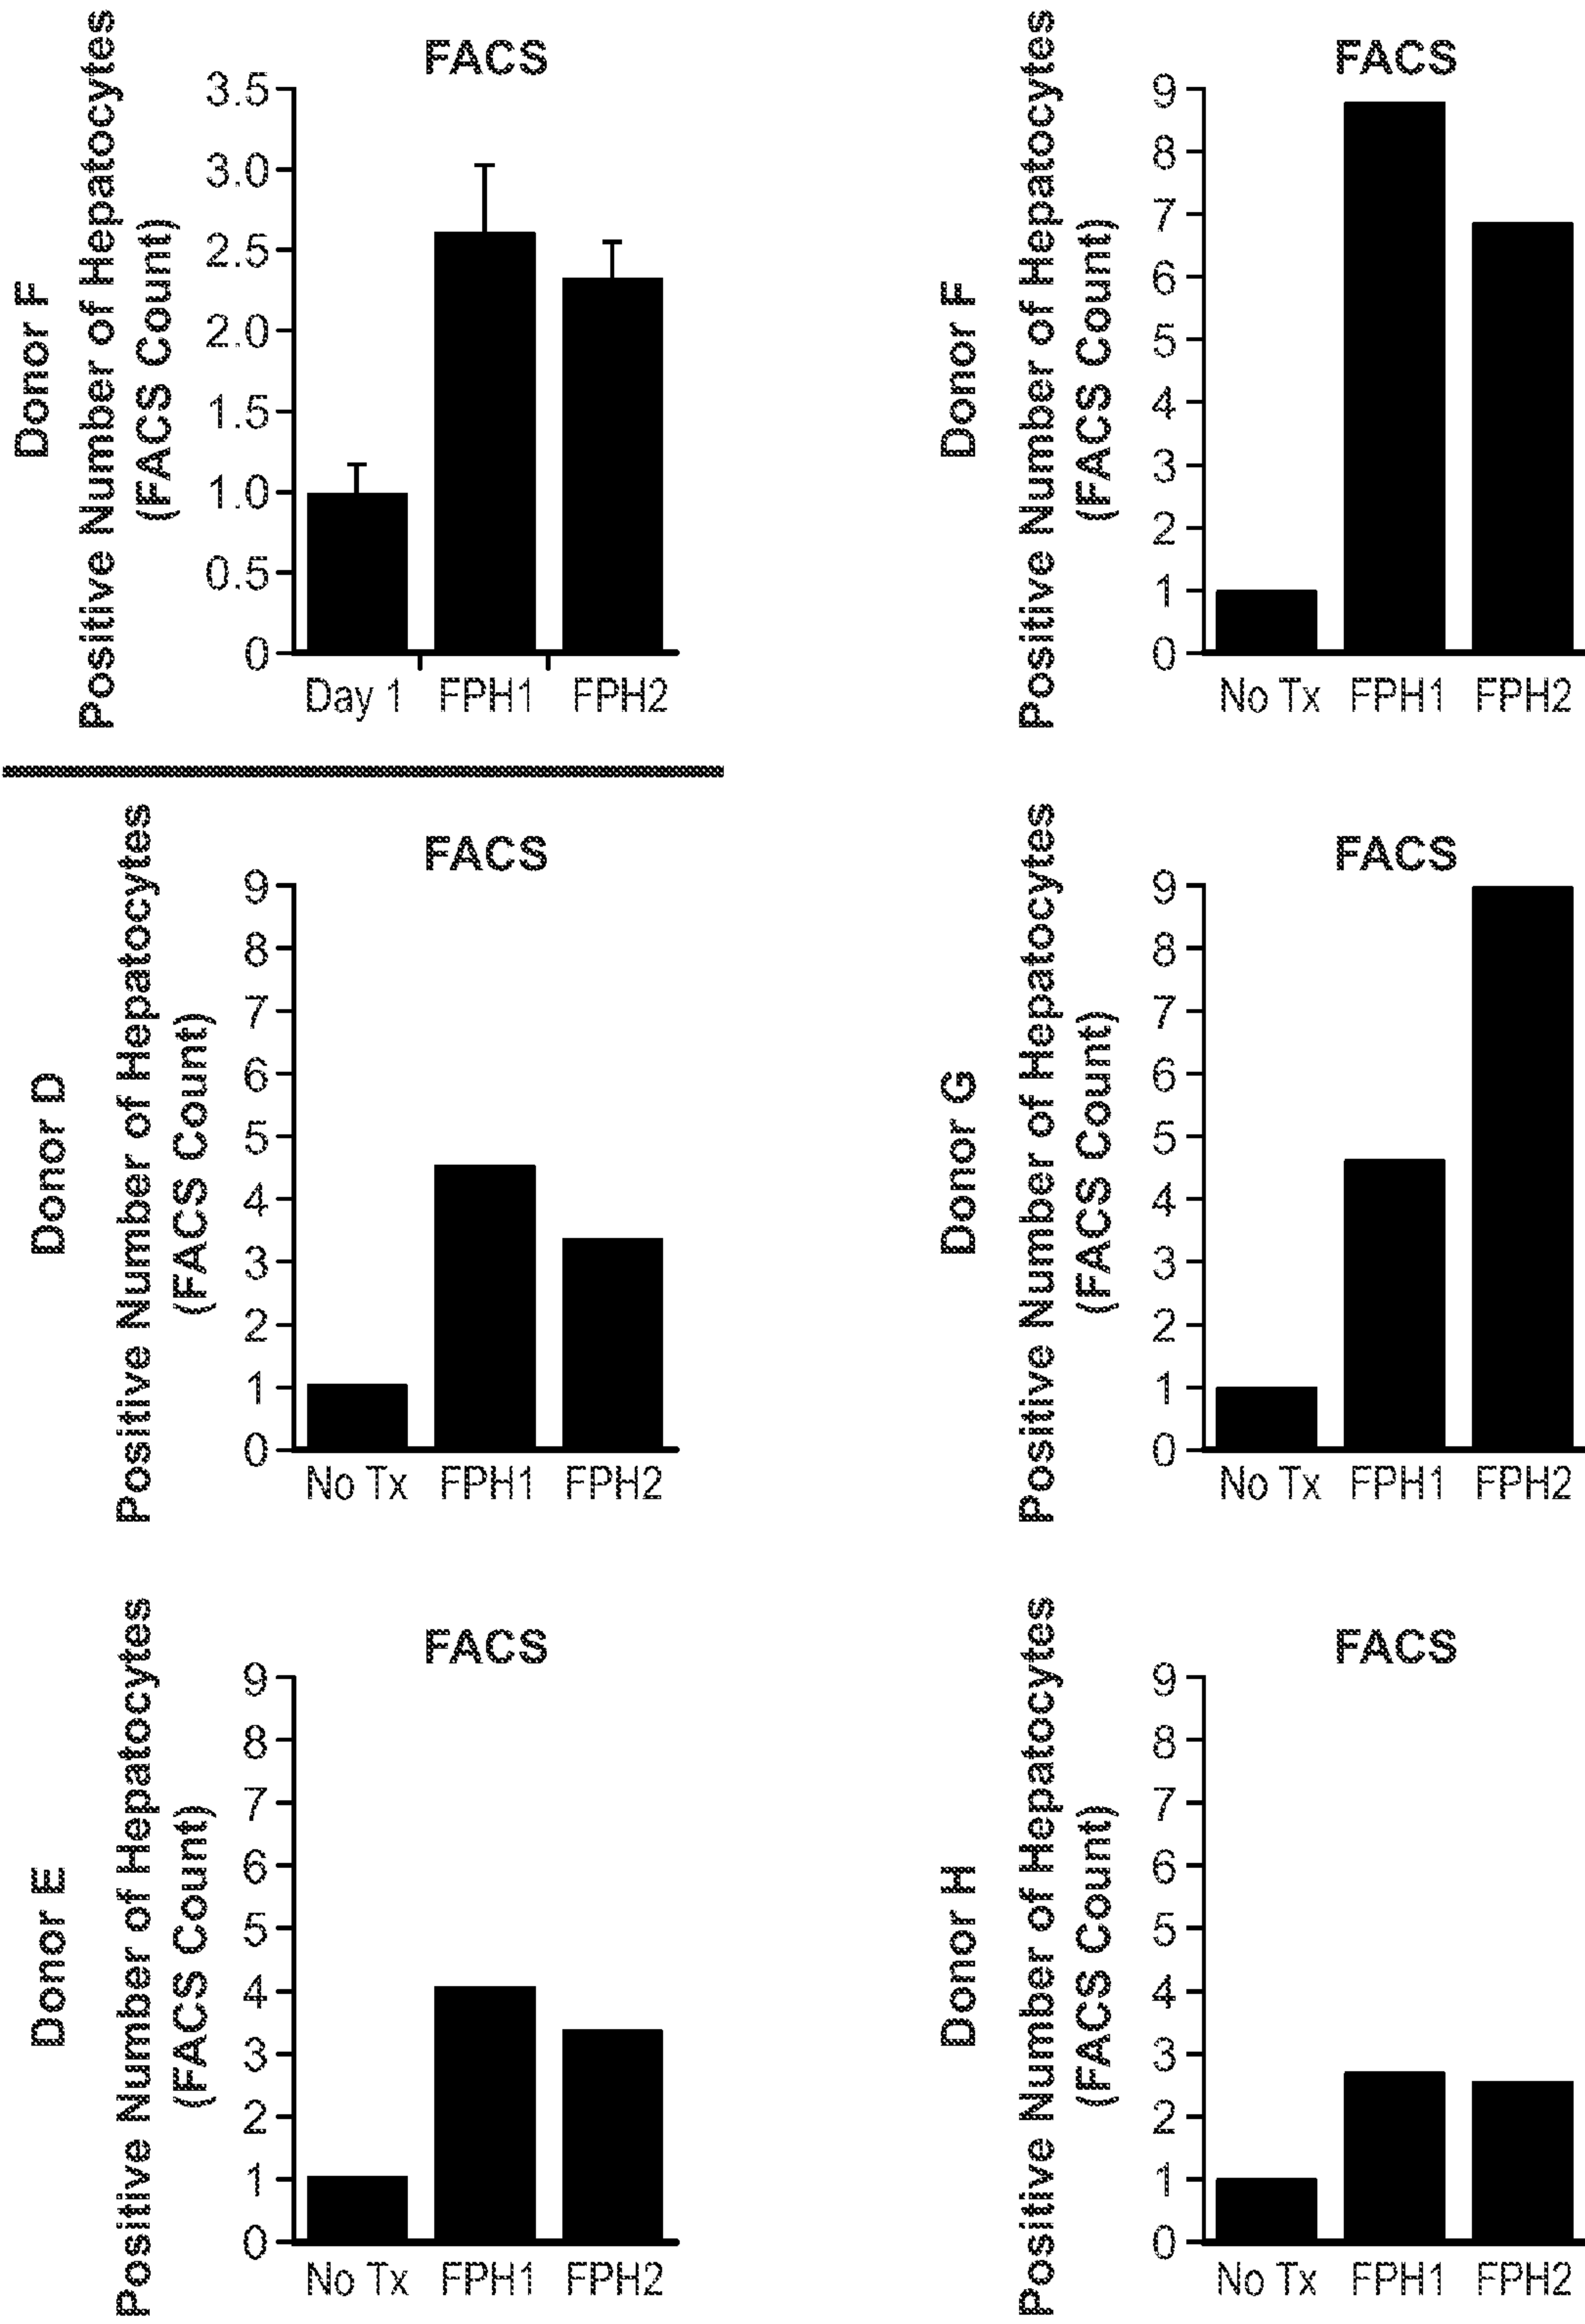 FACS
Donor F
Positive Number of Hepatocytes
(FACS Count)
3.5
3.0
2.5
2.0
1.5
1.0
0.5
0
Day 1 FPH1 FPH2
FACS
Donor F
Positive Number of Hepatocytes
(FACS Count)
9
8
7
6
5
4
3
2
1
0
No Tx FPH1 FPH2
FACS
Donor D
Positive Number of Hepatocytes
(FACS Count)
9
8
7
6
5
4
3
2
1
0
No Tx FPH1 FPH2
FACS
Donor G
Positive Number of Hepatocytes
(FACS Count)
9
8
7
6
5
4
3
2
1
0
No Tx FPH1 FPH2
FACS
Donor E
Positive Number of Hepatocytes
(FACS Count)
9
8
7
6
5
4
3
2
1
0
No Tx FPH1 FPH2
FACS
Donor H
Positive Number of Hepatocytes
(FACS Count)
9
8
7
6
5
4
3
2
1
0
No Tx FPH1 FPH2